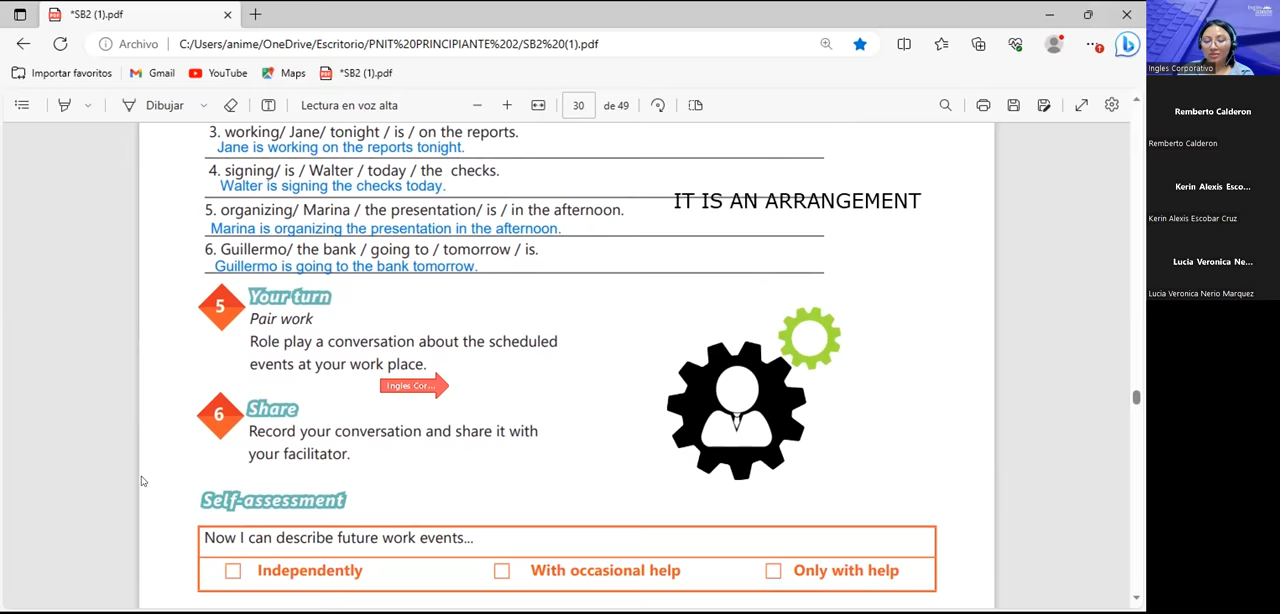 *SB2 (1).pdf
Archivo
C:/Users/anime/OneDrive/Escritorio/PNIT%20PRINCIPIANTE%202/SB2%20(1).pdf
Importar favoritos
Gmail
YouTube
Maps
*SB2 (1).pdf
Dibujar
Lectura en voz alta
30
de 49
3. working/ Jane/ tonight / is / on the reports.
Jane is working on the reports tonight.
4. signing/ is / Walter / today / the checks.
Walter is signing the checks today.
IT IS AN ARRANGEMENT
5. organizing/ Marina / the presentation/ is / in the afternoon.
Marina is organizing the presentation in the afternoon.
6. Guillermo/ the bank / going to / tomorrow / is.
Guillermo is going to the bank tomorrow.
5
Your turn
Pair work
Role play a conversation about the scheduled
events at your work place.
Ingles Cor...
6
Share
Record your conversation and share it with
your facilitator.
Self-assessment
Now I can describe future work events...
Independently
With occasional help
Only with help
Ingles Corporativo
Remberto Calderon
Remberto Calderon
Kerin Alexis Esco...
Kerin Alexis Escobar Cruz
Lucia Veronica Ne...
Lucia Veronica Nerio Marquez